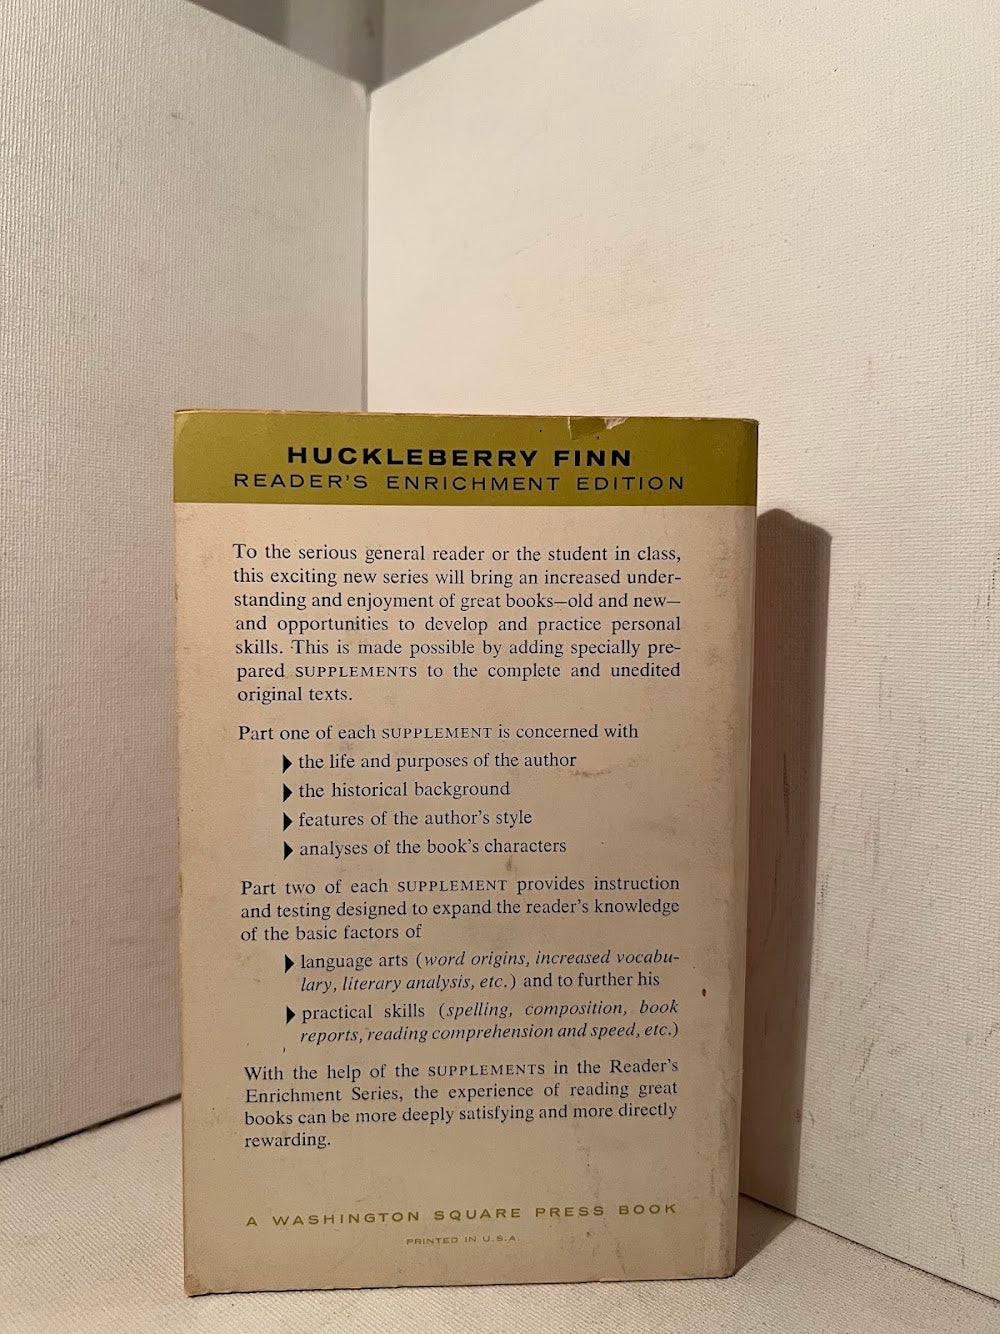 HUCKLEBERRY FINN
READER'S ENRICHMENT EDITION
To the serious general reader or the student in class,
this exciting new series will bring an increased under-
standing and enjoyment of great books—old and new—
and opportunities to develop and practice personal
skills. This is made possible by adding specially pre-
pared SUPPLEMENTS to the complete and unedited
original texts.
Part one of each SUPPLEMENT is concerned with
the life and purposes of the author
the historical background
features of the author's style
analyses of the book's characters
Part two of each SUPPLEMENT provides instruction
and testing designed to expand the reader's knowledge
of the basic factors of
language arts (word origins, increased vocabu-
lary, literary analysis, etc.) and to further his
practical skills (spelling, composition, book
reports, reading comprehension and speed, etc.)
With the help of the SUPPLEMENTS in the Reader's
Enrichment Series, the experience of reading great
books can be more deeply satisfying and more directly
rewarding.
A WASHINGTON SQUARE PRESS BOOK
PRINTED IN U.S.A.